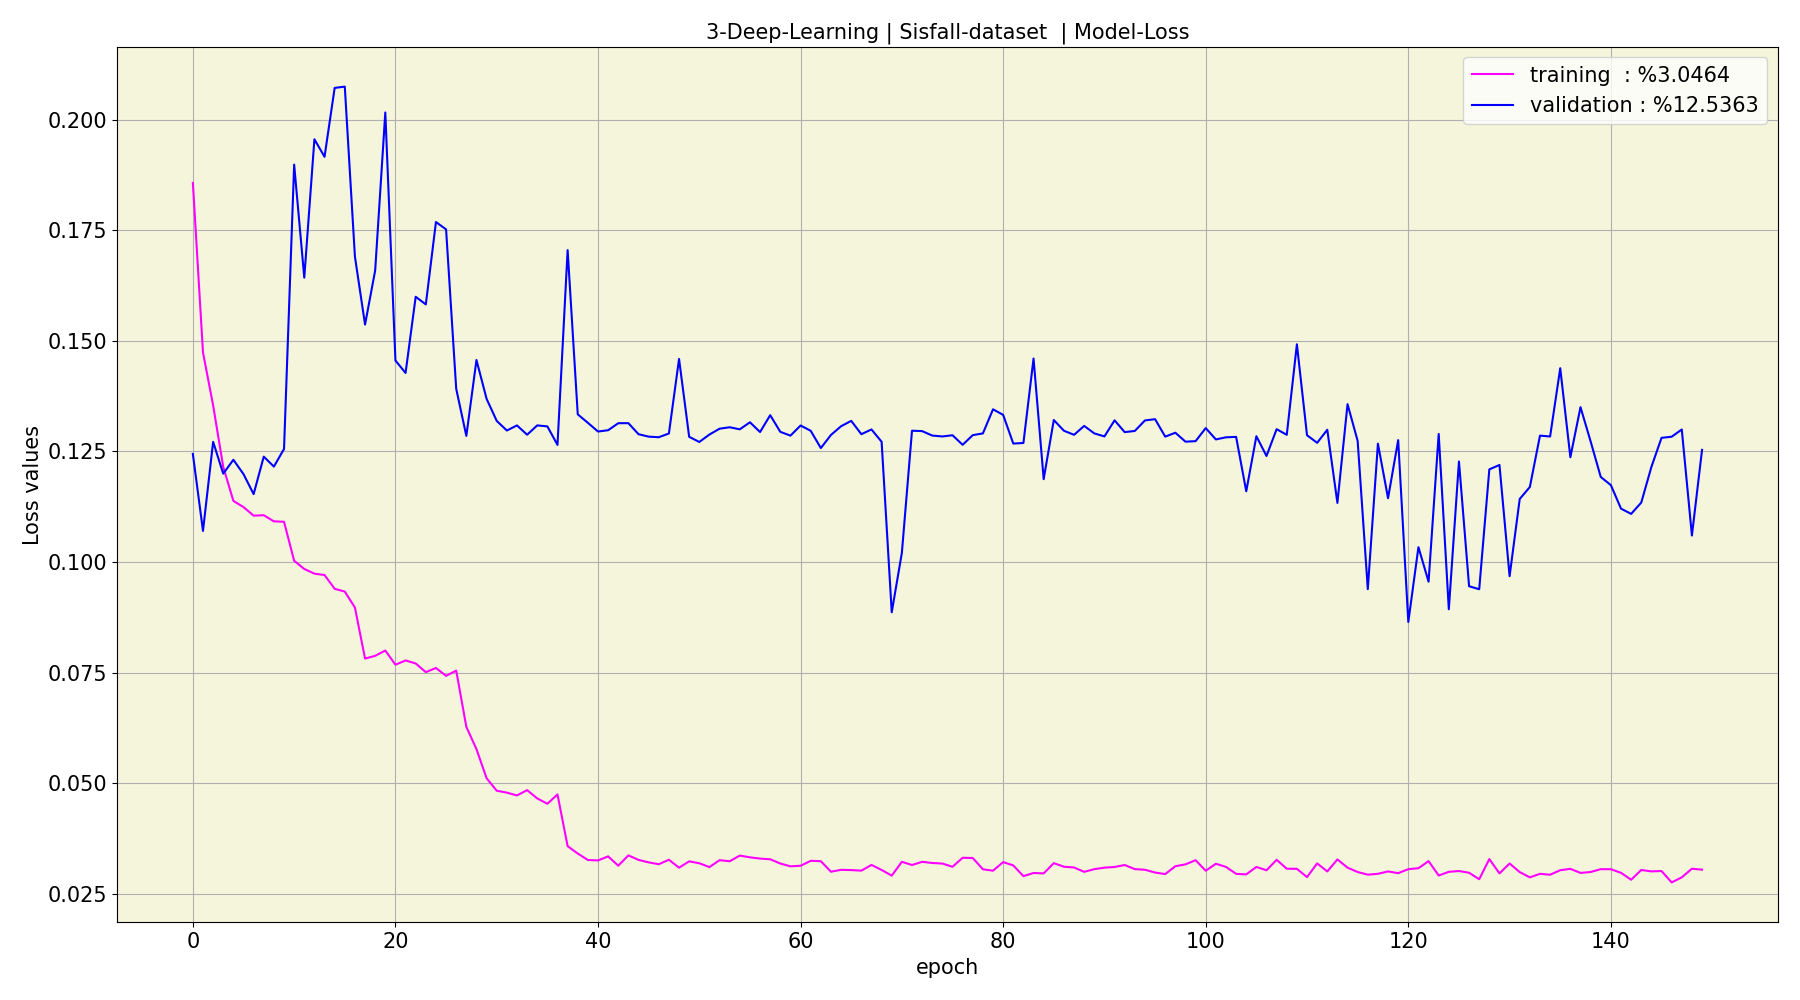 3-Deep-Learning | Sisfall-dataset  | Model-Loss
training  : %3.0464
validation : %12.5363
0.200
0.175
0.150
0.125
0.100
0.075
0.050
0.025
Loss values
0 20 40 60 80 100 120 140
epoch